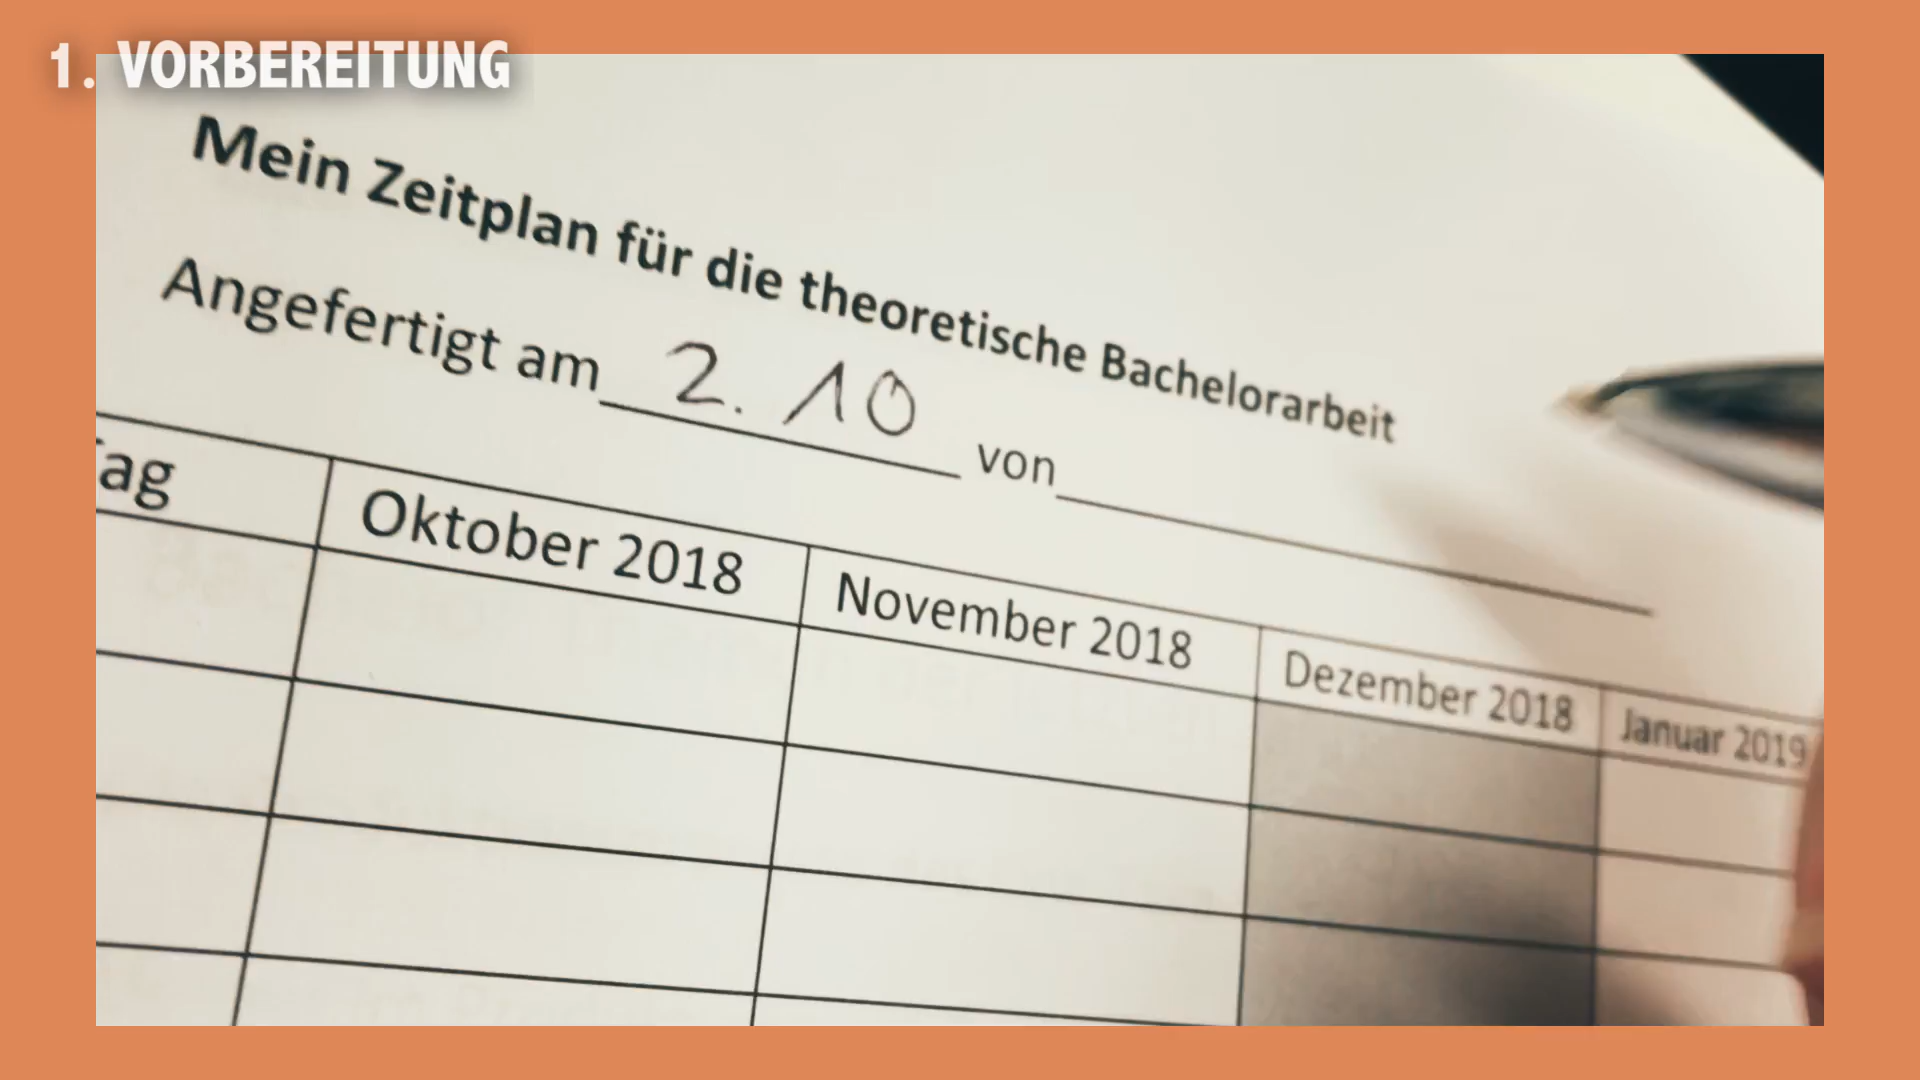 1. VORBEREITUNG
Mein Zeitplan für die theoretische Bachelorarbeit
Angefertigt am 2. 10 von
Tag Oktober 2018 November 2018 Dezember 2018 Januar 2019